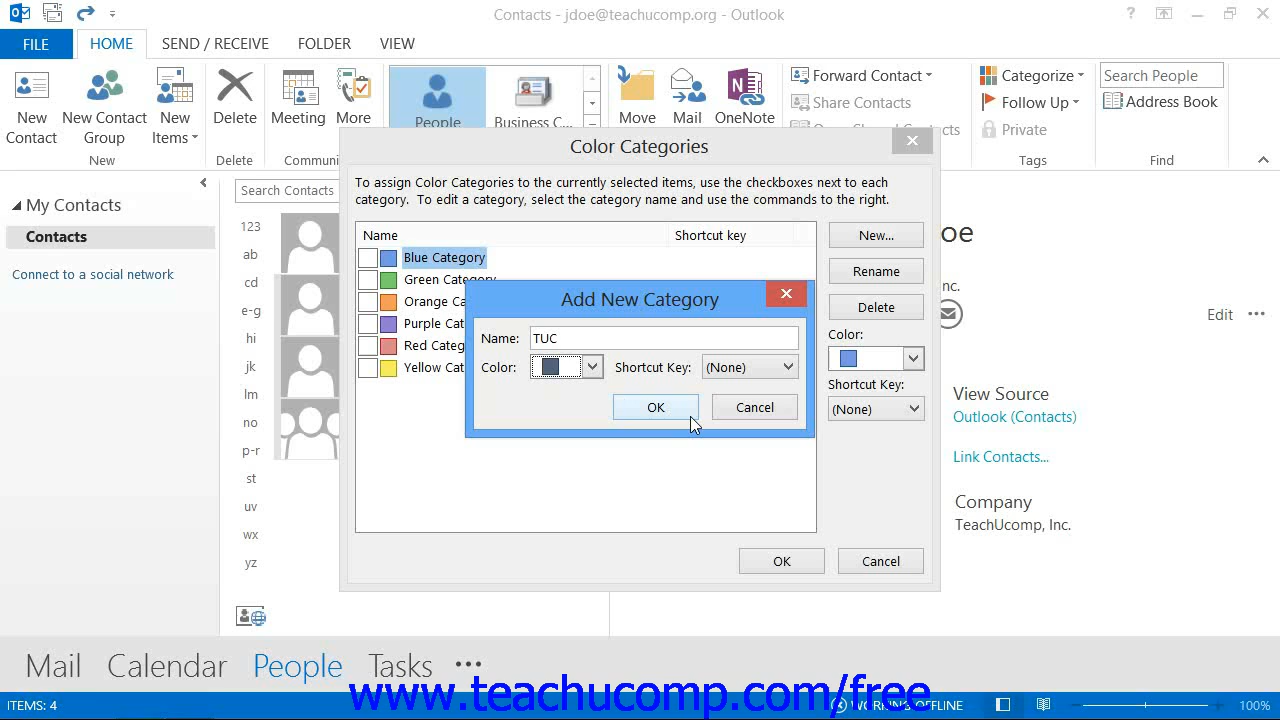 Contacts - jdoe@teachucomp.org - Outlook
FILE HOME SEND / RECEIVE FOLDER VIEW
New Contact
New Contact Group
New Items
Delete
Meeting
More
People
Business C...
Move
Mail
OneNote
Forward Contact
Share Contacts
Categorize
Follow Up
Private
Search People
Address Book
New
Delete
Communi
Tags
Find
My Contacts
Contacts
Connect to a social network
Search Contacts
123
ab
cd
e-g
hi
jk
lm
no
p-r
st
uv
wx
yz
Color Categories
To assign Color Categories to the currently selected items, use the checkboxes next to each
category. To edit a category, select the category name and use the commands to the right.
Name Shortcut key
Blue Category
Green Category
Orange Ca
Purple Cat
Red Categ
Yellow Cat
New...
Rename
Delete
Color:
Shortcut Key:
(None)
OK Cancel
Add New Category
Name: TUC
Color: Shortcut Key: (None)
OK Cancel
oe
nc.
Edit
View Source
Outlook (Contacts)
Link Contacts...
Company
TeachUcomp, Inc.
Mail Calendar People Tasks
www.teachucomp.com/free
ITEMS: 4
WORKING OFFLINE
100%